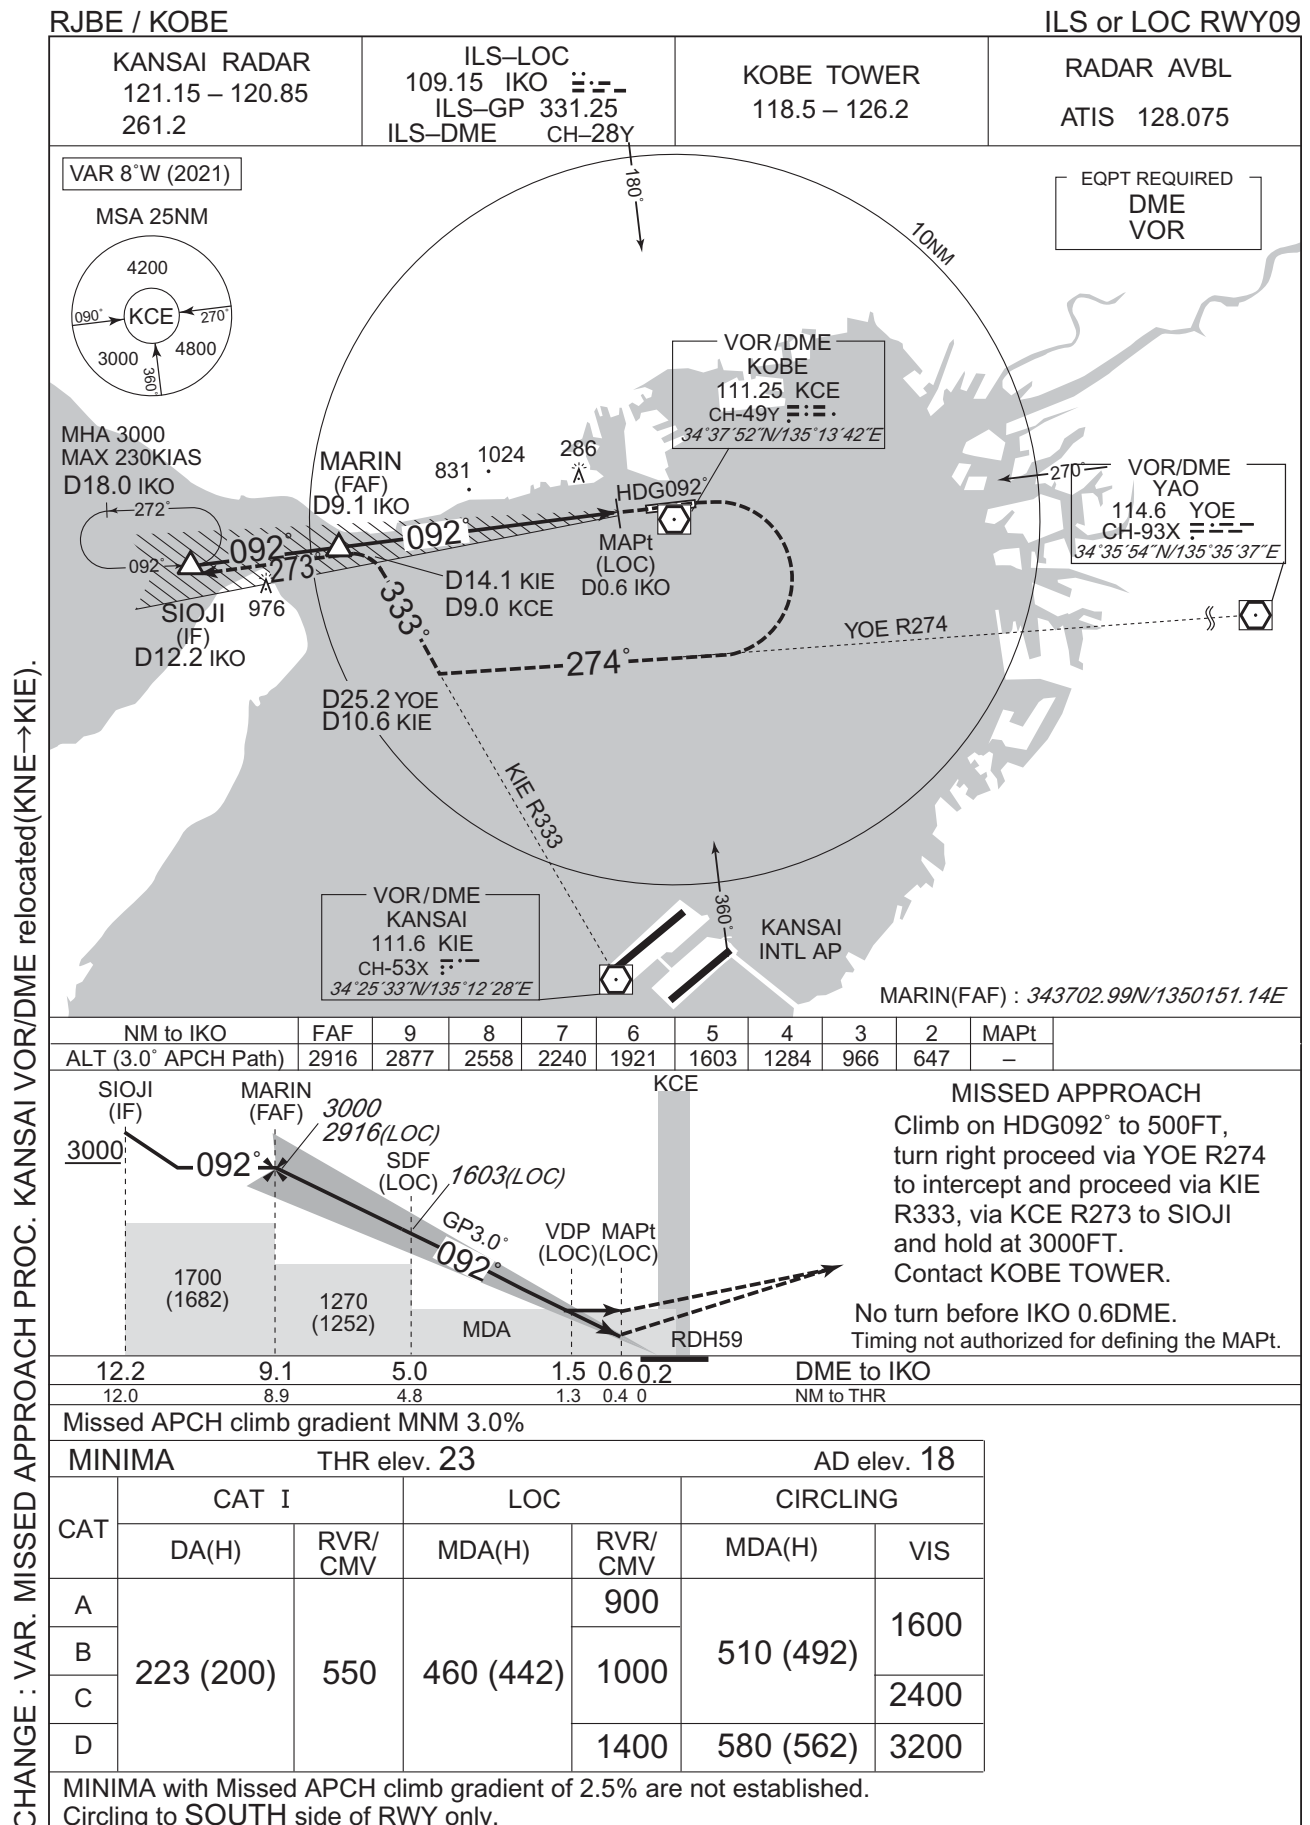 RJBE / KOBE
ILS or LOC RWY09
KANSAI RADAR
121.15 – 120.85
261.2
ILS–LOC
109.15 IKO
ILS–GP 331.25
ILS–DME CH–28Y
KOBE TOWER
118.5 – 126.2
RADAR AVBL
ATIS 128.075
VAR 8°W (2021)
MSA 25NM
4200
090°
KCE
270°
3000
4800
360°
180°
10NM
EQPT REQUIRED
DME
VOR
VOR/DME
KOBE
111.25 KCE
CH-49Y
34°37´52˝N/135°13´42˝E
MHA 3000
MAX 230KIAS
D18.0 IKO
272°
092°
MARIN
(FAF)
D9.1 IKO
831
1024
286
HDG092°
270°
VOR/DME
YAO
114.6 YOE
CH-93X
34°35´54˝N/135°35´37˝E
092°
092°
273°
976
SIOJI
(IF)
D12.2 IKO
MAPt
(LOC)
D0.6 IKO
D14.1 KIE
D9.0 KCE
333°
YOE R274
274°
D25.2 YOE
D10.6 KIE
KIE R333
VOR/DME
KANSAI
111.6 KIE
CH-53X
34°25´33˝N/135°12´28˝E
360°
KANSAI
INTL AP
MARIN(FAF) : 343702.99N/1350151.14E
NM to IKO FAF 9 8 7 6 5 4 3 2 MAPt
ALT (3.0° APCH Path) 2916 2877 2558 2240 1921 1603 1284 966 647 –
SIOJI
(IF)
MARIN
(FAF)
3000
2916(LOC)
KCE
3000
092°
SDF
(LOC)
1603(LOC)
GP3.0°
092°
VDP MAPt
(LOC)(LOC)
1700
(1682)
1270
(1252)
MDA
RDH59
MISSED APPROACH
Climb on HDG092° to 500FT,
turn right proceed via YOE R274
to intercept and proceed via KIE
R333, via KCE R273 to SIOJI
and hold at 3000FT.
Contact KOBE TOWER.
No turn before IKO 0.6DME.
Timing not authorized for defining the MAPt.
12.2 9.1 5.0 1.5 0.6 0.2 DME to IKO
12.0 8.9 4.8 1.3 0.4 0 NM to THR
Missed APCH climb gradient MNM 3.0%
MINIMA THR elev. 23 AD elev. 18
CAT
CAT I
LOC
CIRCLING
DA(H)
RVR/
CMV
MDA(H)
RVR/
CMV
MDA(H)
VIS
A
B
C
D
223 (200)
550
460 (442)
900
1000
1400
510 (492)
580 (562)
1600
2400
3200
MINIMA with Missed APCH climb gradient of 2.5% are not established.
Circling to SOUTH side of RWY only.
CHANGE : VAR. MISSED APPROACH PROC. KANSAI VOR/DME relocated(KNE→KIE).